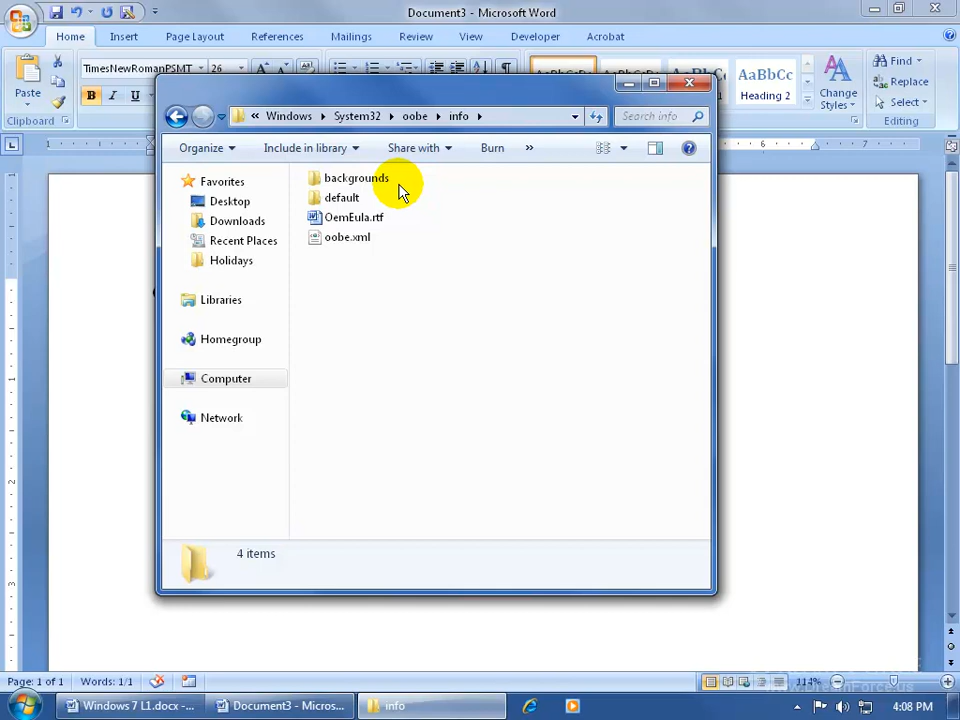 Document3 - Microsoft Word
Home Insert Page Layout References Mailings Review View Developer Acrobat
Paste
TimesNewRomanPSMT 26
B I U
AaBbCc
Heading 2
Change Styles
Find
Replace
Select
Clipboard
Editing
Windows System32 oobe info
Search info
Organize Include in library Share with Burn »
Favorites
Desktop
Downloads
Recent Places
Holidays
Libraries
Homegroup
Computer
Network
backgrounds
default
OemEula.rtf
oobe.xml
4 items
Page: 1 of 1 Words: 1/1 114%
Windows 7 L1.docx -...
Document3 - Micros...
info
4:08 PM